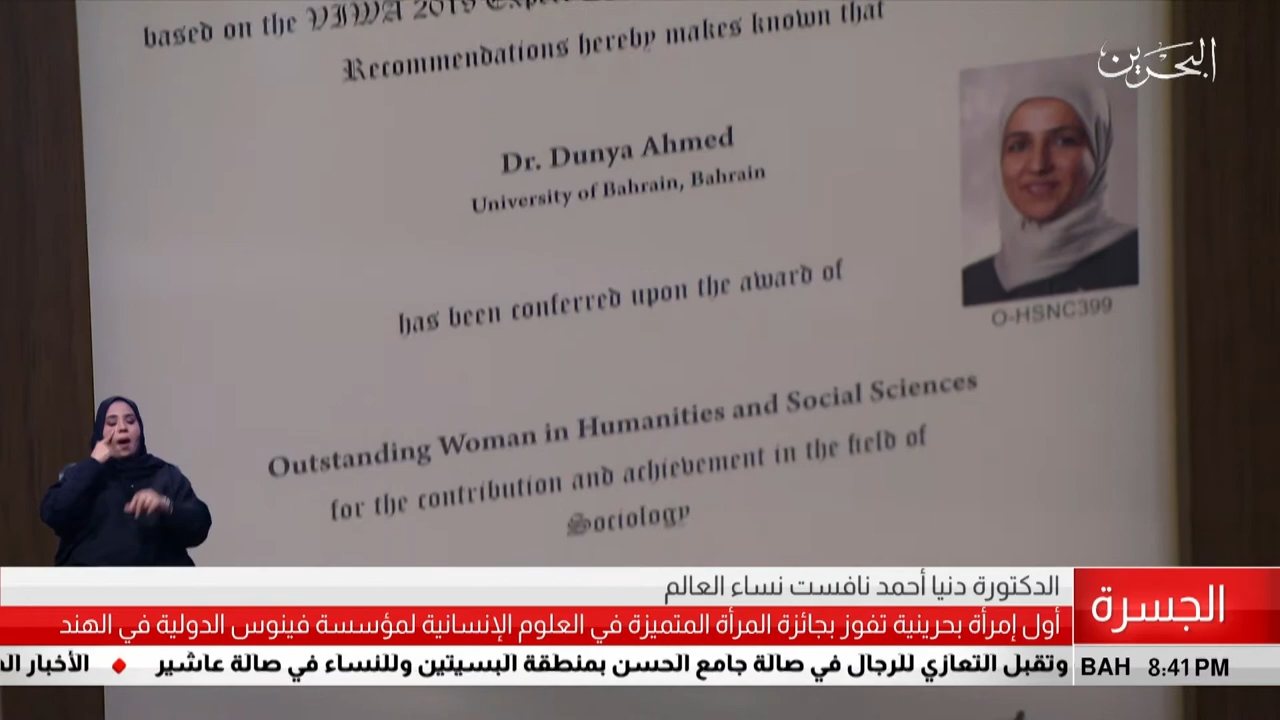 based on the VIWA 2019
Recommendations hereby makes known that
البحرين
Dr. Dunya Ahmed
University of Bahrain, Bahrain
has been conferred upon the award of
O-HSNC399
Outstanding Woman in Humanities and Social Sciences
for the contribution and achievement in the field of
Sociology
الدكتورة دنيا أحمد نافست نساء العالم
الجسرة
أول إمرأة بحرينية تفوز بجائزة المرأة المتميزة في العلوم الإنسانية لمؤسسة فينوس الدولية في الهند
وتقبل التعازي للرجال في صالة جامع الحسن بمنطقة البسيتين وللنساء في صالة عاشير
الأخبار
BAH 8:41 PM